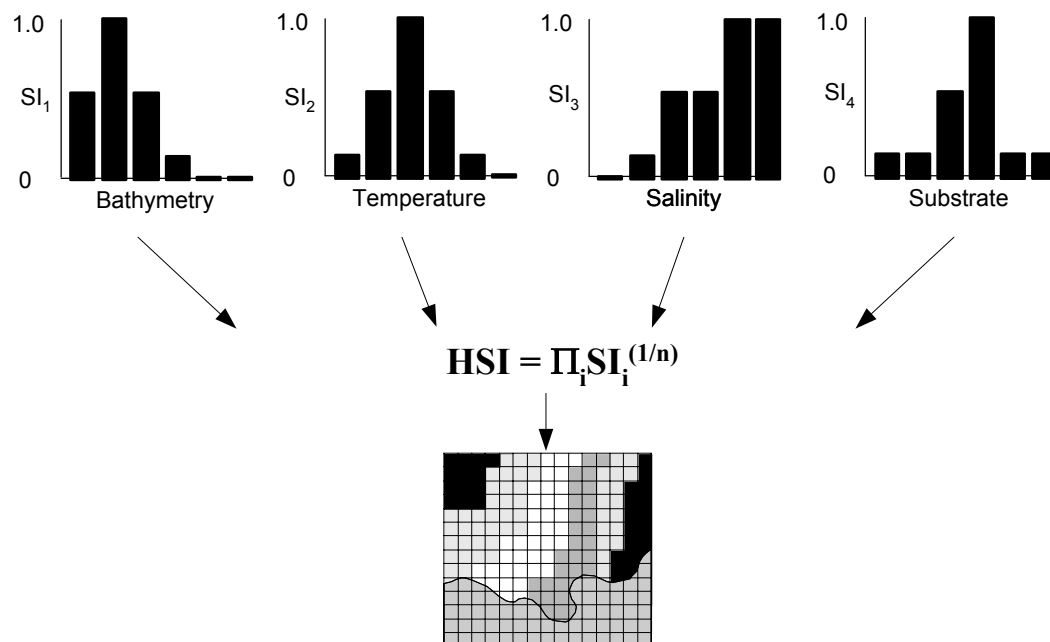 1.0
SI₁
0
Bathymetry
1.0
SI₂
0
Temperature
1.0
SI₃
0
Salinity
1.0
SI₄
0
Substrate
HSI = ∏ᵢSIᵢ⁽¹/ⁿ⁾